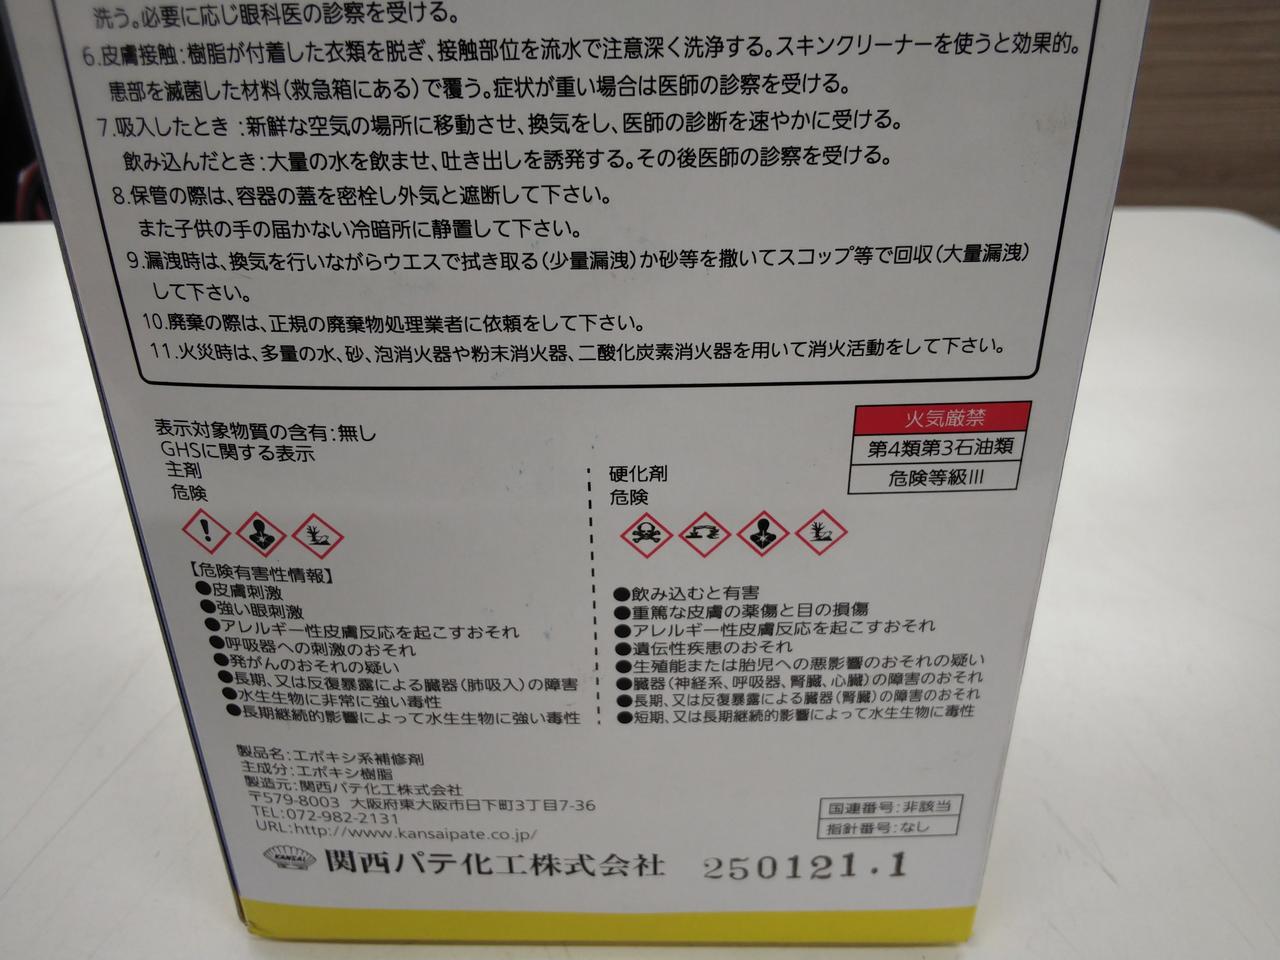 洗う。必要に応じ眼科医の診察を受ける。
6.皮膚接触:樹脂が付着した衣類を脱ぎ、接触部位を流水で注意深く洗浄する。スキンクリーナーを使うと効果的。
患部を滅菌した材料(救急箱にある)で覆う。症状が重い場合は医師の診察を受ける。
7.吸入したとき:新鮮な空気の場所に移動させ、換気をし、医師の診断を速やかに受ける。
飲み込んだとき:大量の水を飲ませ、吐き出しを誘発する。その後医師の診察を受ける。
8.保管の際は、容器の蓋を密栓し外気と遮断して下さい。
また子供の手の届かない冷暗所に静置して下さい。
9.漏洩時は、換気を行いながらウエスで拭き取る(少量漏洩)か砂等を撒いてスコップ等で回収(大量漏洩)
して下さい。
10.廃棄の際は、正規の廃棄物処理業者に依頼をして下さい。
11.火災時は、多量の水、砂、泡消火器や粉末消火器、二酸化炭素消火器を用いて消火活動をして下さい。
火気厳禁
第4類第3石油類
危険等級III
表示対象物質の含有:無し
GHSに関する表示
主剤
危険
【危険有害性情報】
●皮膚刺激
●強い眼刺激
●アレルギー性皮膚反応を起こすおそれ
●呼吸器への刺激のおそれ
●発がんのおそれの疑い
●長期、又は反復暴露による臓器(肺吸入)の障害
●水生生物に非常に強い毒性
●長期継続的影響によって水生生物に強い毒性
硬化剤
危険
●飲み込むと有害
●重篤な皮膚の薬傷と目の損傷
●アレルギー性皮膚反応を起こすおそれ
●遺伝性疾患のおそれ
●生殖能または胎児への悪影響のおそれの疑い
●臓器(神経系、呼吸器、腎臓、心臓)の障害のおそれ
●長期、又は反復暴露による臓器(腎臓)の障害のおそれ
●短期、又は長期継続的影響によって水生生物に毒性
製品名:エポキシ系補修剤
主成分:エポキシ樹脂
製造元:関西パテ化工株式会社
〒579-8003 大阪府東大阪市日下町3丁目7-36
TEL:072-982-2131
URL:http://www.kansaipate.co.jp/
国連番号:非該当
指針番号:なし
KANSAI
関西パテ化工株式会社
250121.1